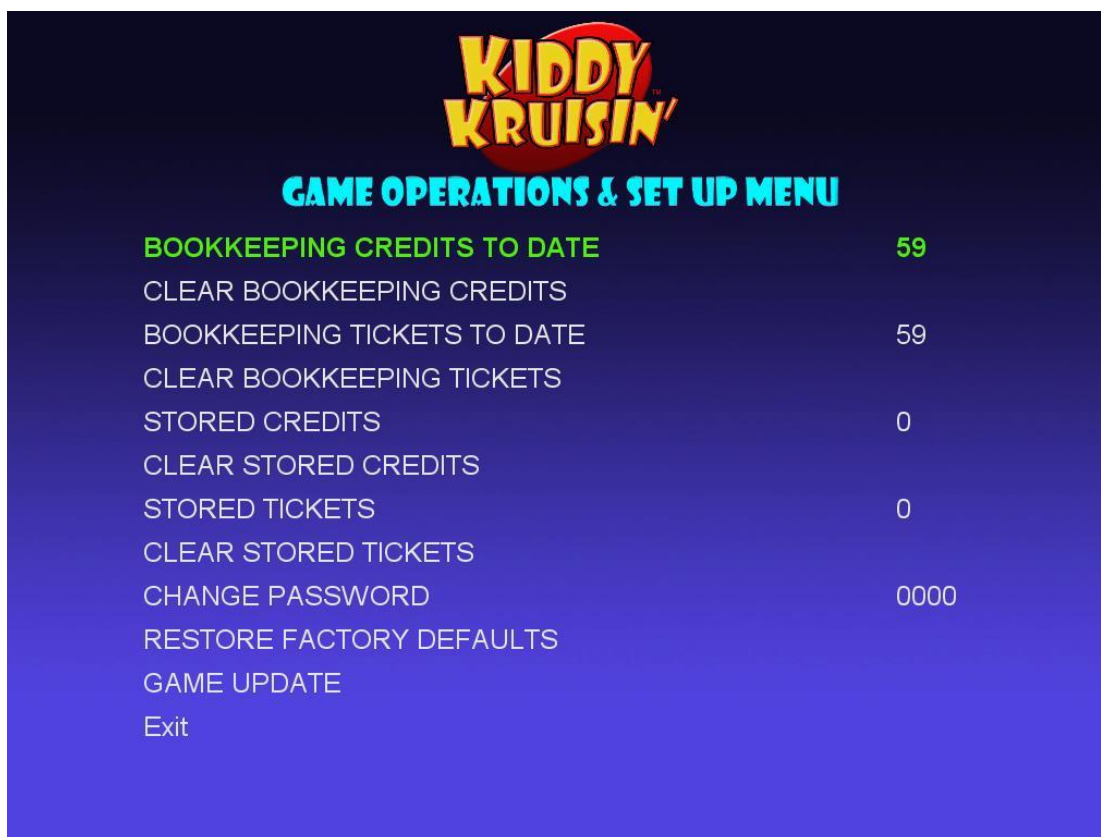 KIDDY
KRUISIN'™
GAME OPERATIONS & SET UP MENU
BOOKKEEPING CREDITS TO DATE 59
CLEAR BOOKKEEPING CREDITS
BOOKKEEPING TICKETS TO DATE 59
CLEAR BOOKKEEPING TICKETS
STORED CREDITS 0
CLEAR STORED CREDITS
STORED TICKETS 0
CLEAR STORED TICKETS
CHANGE PASSWORD 0000
RESTORE FACTORY DEFAULTS
GAME UPDATE
Exit